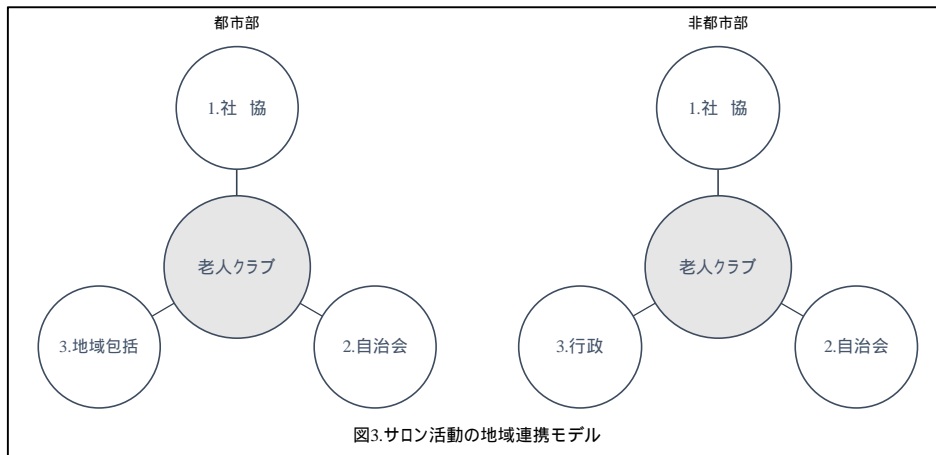 都市部
1.社 協
老人クラブ
3.地域包括
2.自治会
非都市部
1.社 協
老人クラブ
3.行政
2.自治会
図3.サロン活動の地域連携モデル